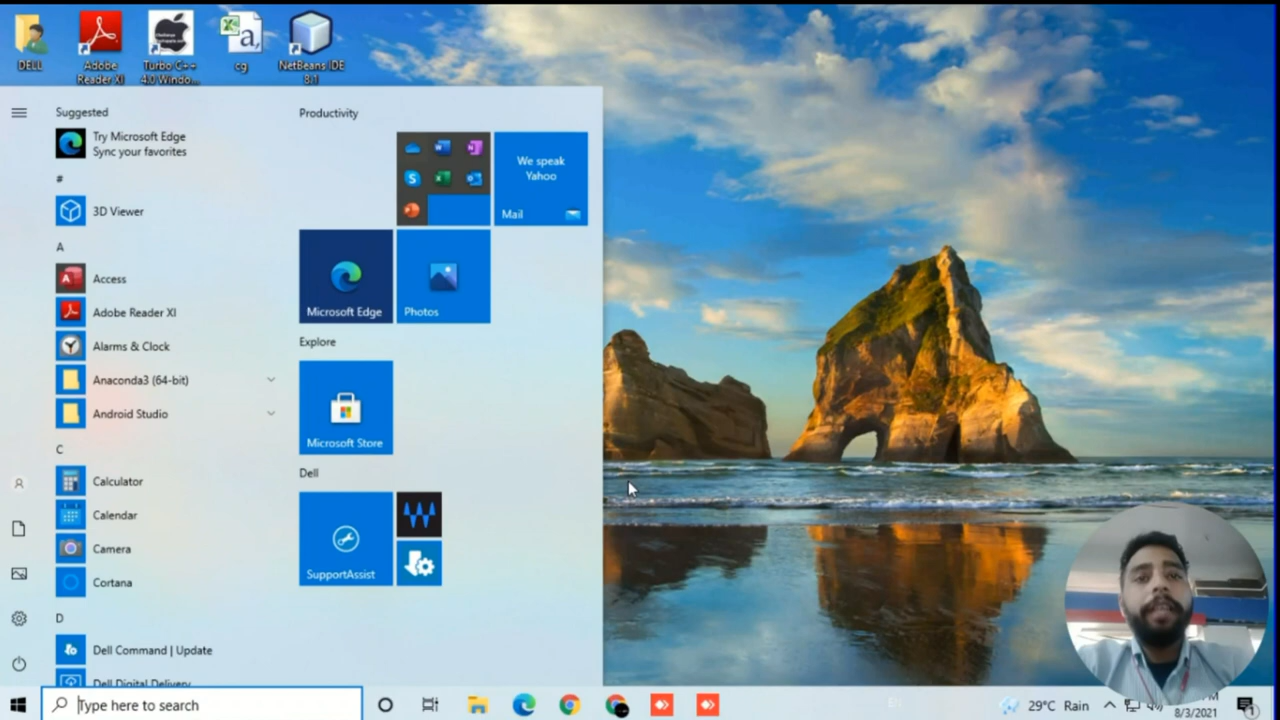 DELL
Adobe
Reader XI
Turbo C++
4.0 Windo...
cg
NetBeans IDE
8.1
Suggested
Try Microsoft Edge
Sync your favorites
#
3D Viewer
A
Access
Adobe Reader XI
Alarms & Clock
Anaconda3 (64-bit)
Android Studio
C
Calculator
Calendar
Camera
Cortana
D
Dell Command | Update
Dell Digital Delivery
Productivity
We speak
Yahoo
Mail
Microsoft Edge
Photos
Explore
Microsoft Store
Dell
SupportAssist
Type here to search
29°C Rain
8/3/2021
1